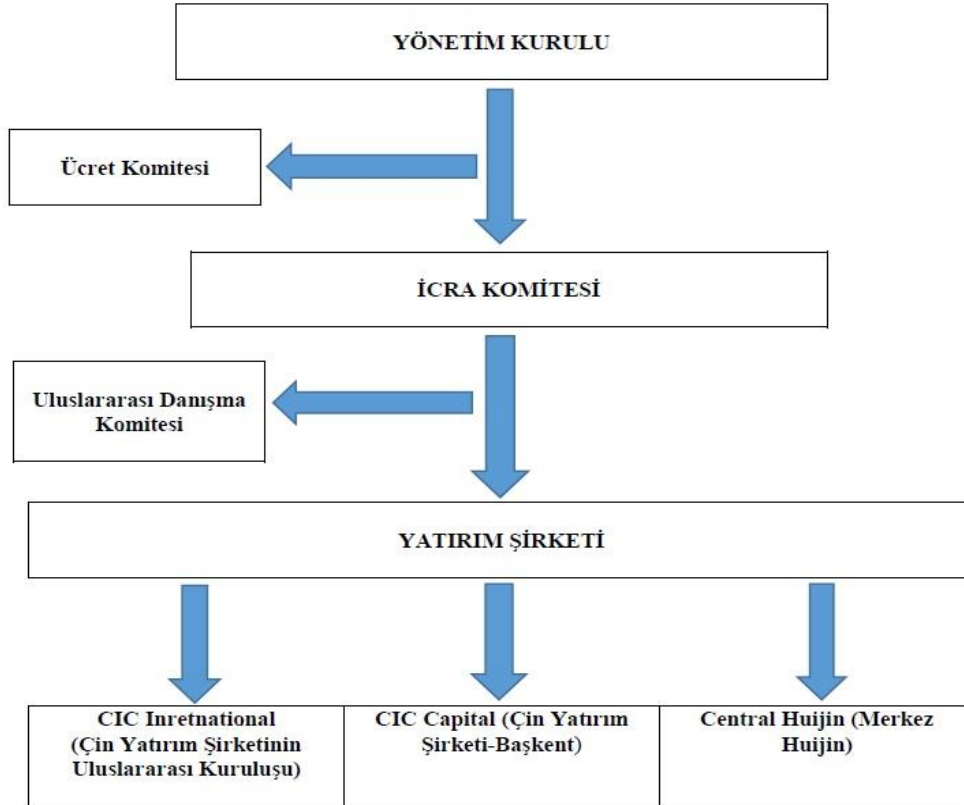 YÖNETİM KURULU
Ücret Komitesi
İCRA KOMİTESİ
Uluslararası Danışma
Komitesi
YATIRIM ŞİRKETİ
CIC Inretnational
(Çin Yatırım Şirketinin
Uluslararası Kuruluşu)
CIC Capital (Çin Yatırım
Şirketi-Başkent)
Central Huijin (Merkez
Huijin)